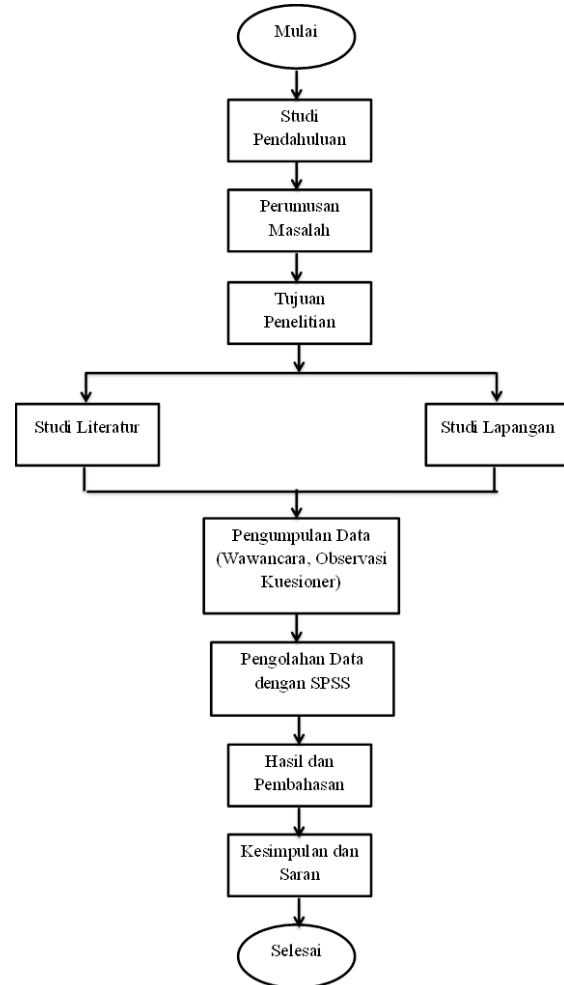 Mulai
Studi
Pendahuluan
Perumusan
Masalah
Tujuan
Penelitian
Studi Literatur
Studi Lapangan
Pengumpulan Data
(Wawancara, Observasi
Kuesioner)
Pengolahan Data
dengan SPSS
Hasil dan
Pembahasan
Kesimpulan dan
Saran
Selesai